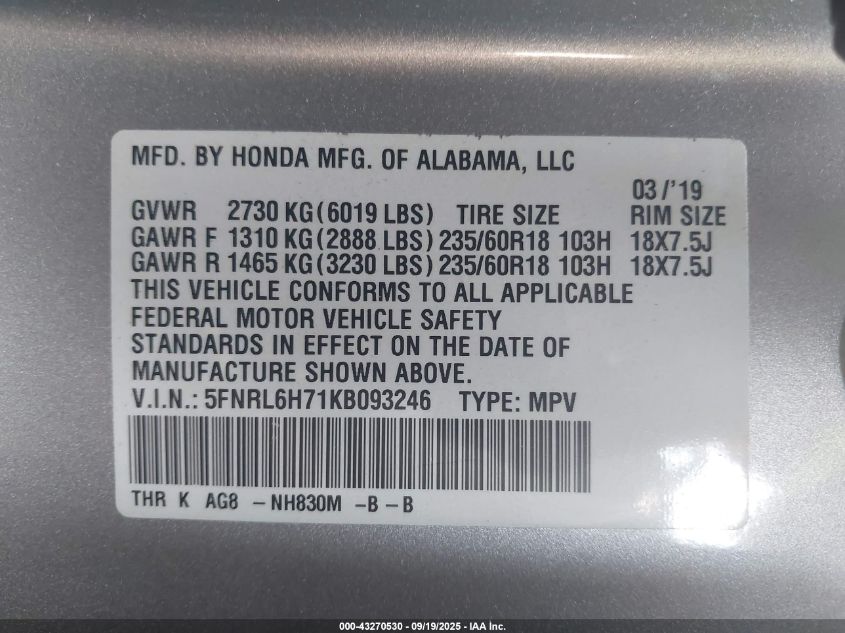 MFD. BY HONDA MFG. OF ALABAMA, LLC
03/'19
GVWR 2730 KG(6019 LBS) TIRE SIZE RIM SIZE
GAWR F 1310 KG(2888 LBS) 235/60R18 103H 18X7.5J
GAWR R 1465 KG(3230 LBS) 235/60R18 103H 18X7.5J
THIS VEHICLE CONFORMS TO ALL APPLICABLE
FEDERAL MOTOR VEHICLE SAFETY
STANDARDS IN EFFECT ON THE DATE OF
MANUFACTURE SHOWN ABOVE.
V.I.N.: 5FNRL6H71KB093246 TYPE: MPV
THR K AG8 -NH830M -B-B
000-43270530 - 09/19/2025 - IAA Inc.